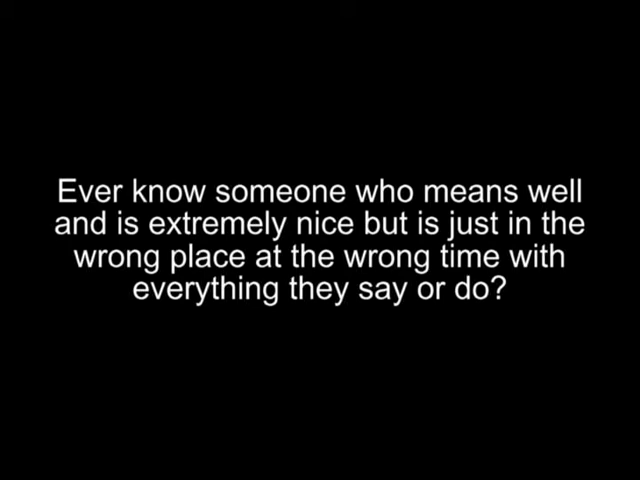 Ever know someone who means well
and is extremely nice but is just in the
wrong place at the wrong time with
everything they say or do?